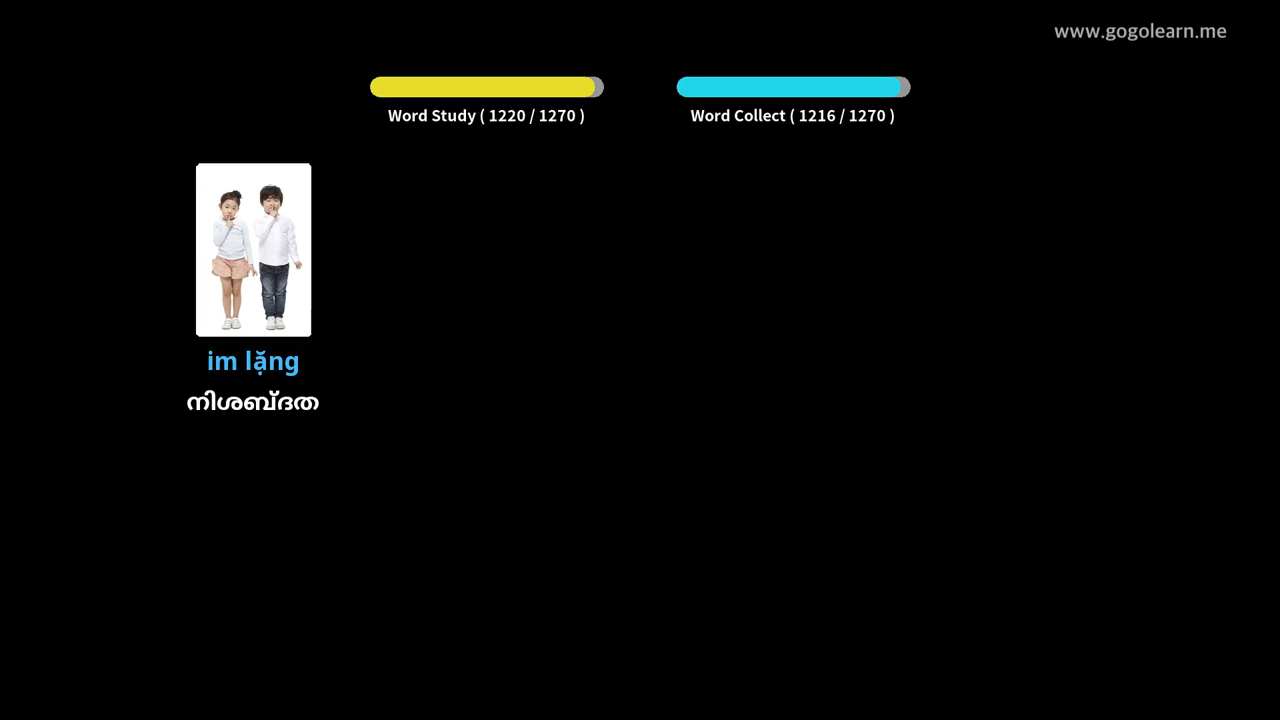 www.gogolearn.me
Word Study ( 1220 / 1270 )
Word Collect ( 1216 / 1270 )
im lặng
നിശബ്ദത